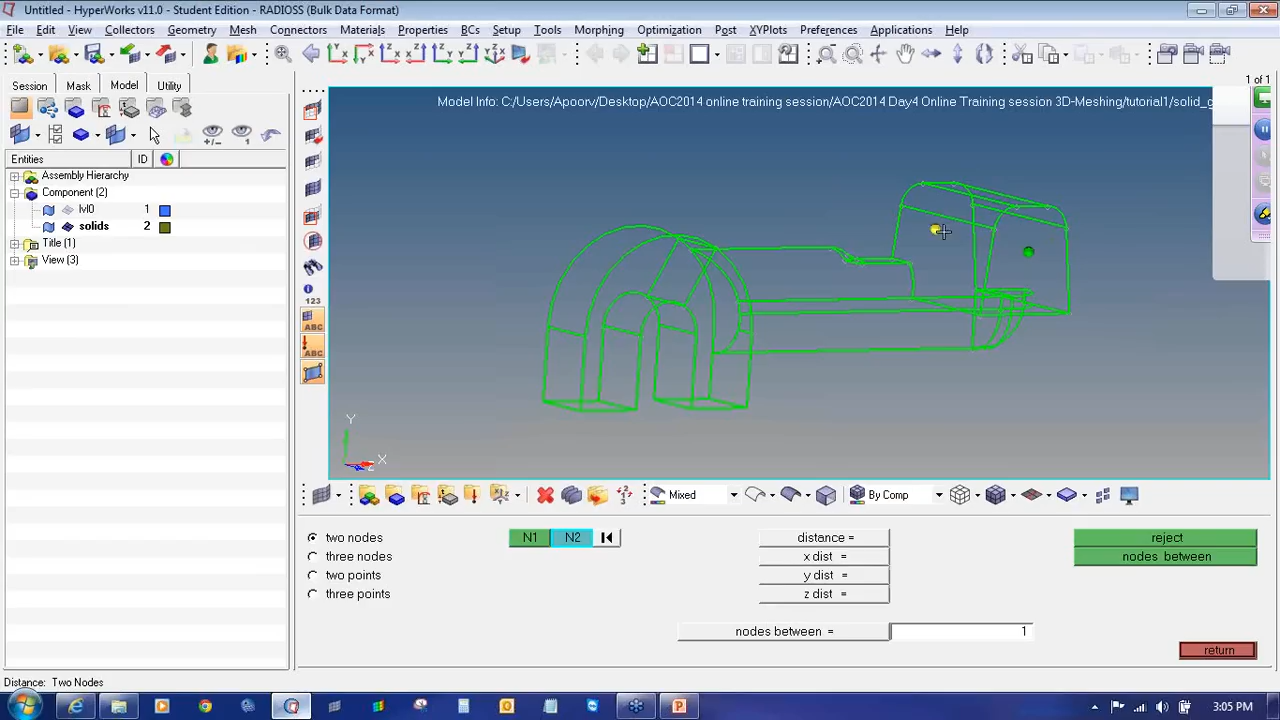 Untitled - HyperWorks v11.0 - Student Edition - RADIOSS (Bulk Data Format)
File Edit View Collectors Geometry Mesh Connectors Materials Properties BCs Setup Tools Morphing Optimization Post XYPlots Preferences Applications Help
Session Mask Model Utility
1 of 1
Model Info: C:/Users/Apoorv/Desktop/AOC2014 online training session/AOC2014 Day4 Online Training session 3D-Meshing/tutorial1/solid_g
Entities ID
Assembly Hierarchy
Component (2)
lvl0 1
solids 2
Title (1)
View (3)
123
ABC
ABC
Y
X
Z
Mixed By Comp
two nodes N1 N2 distance = reject
three nodes x dist = nodes between
two points y dist =
three points z dist =
nodes between = 1
return
Distance: Two Nodes
3:05 PM